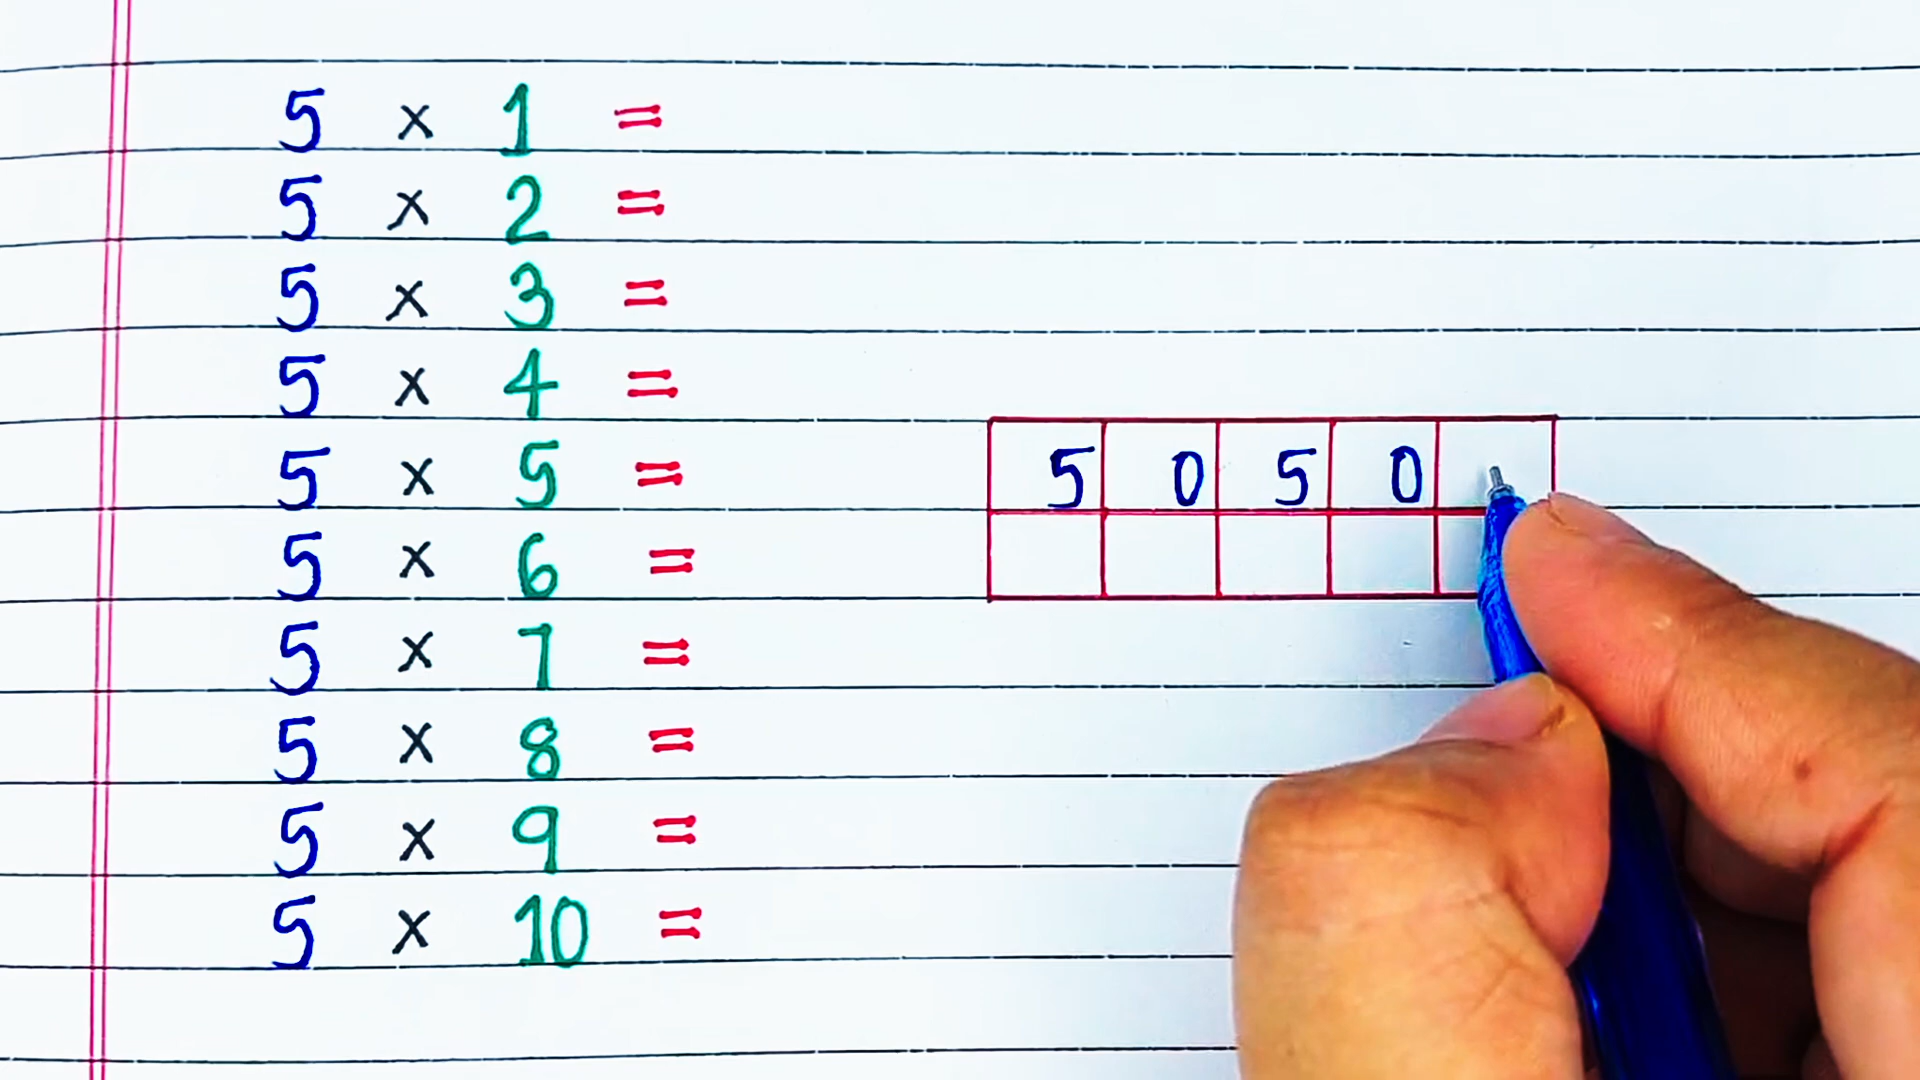 5 × 1 =
5 × 2 =
5 × 3 =
5 × 4 =
5 × 5 =
5 × 6 =
5 × 7 =
5 × 8 =
5 × 9 =
5 × 10 =
5 0 5 0